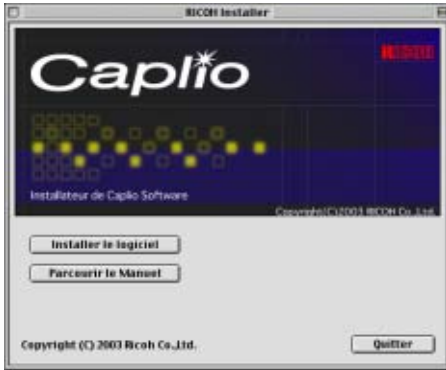 RICOH Installer
Caplio
RICOH
Installateur de Caplio Software
Copyright(C)2003 RICOH Co.,Ltd.
Installer le logiciel
Parcourir le Manuel
Copyright (C) 2003 Ricoh Co.,Ltd.
Quitter